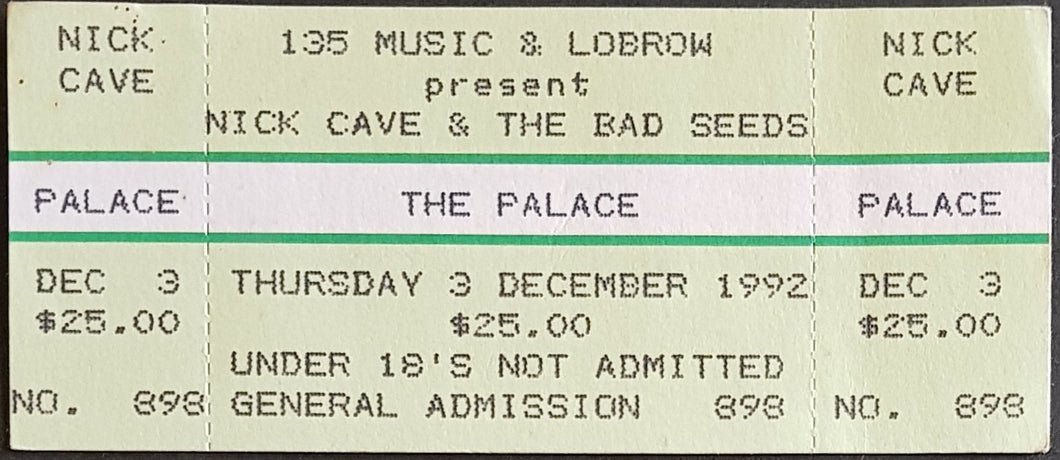 NICK
CAVE
PALACE
DEC 3
$25.00
NO. 898
135 MUSIC & LOBROW
present
NICK CAVE & THE BAD SEEDS
THE PALACE
THURSDAY 3 DECEMBER 1992
$25.00
UNDER 18'S NOT ADMITTED
GENERAL ADMISSION 898
NICK
CAVE
PALACE
DEC 3
$25.00
NO. 898